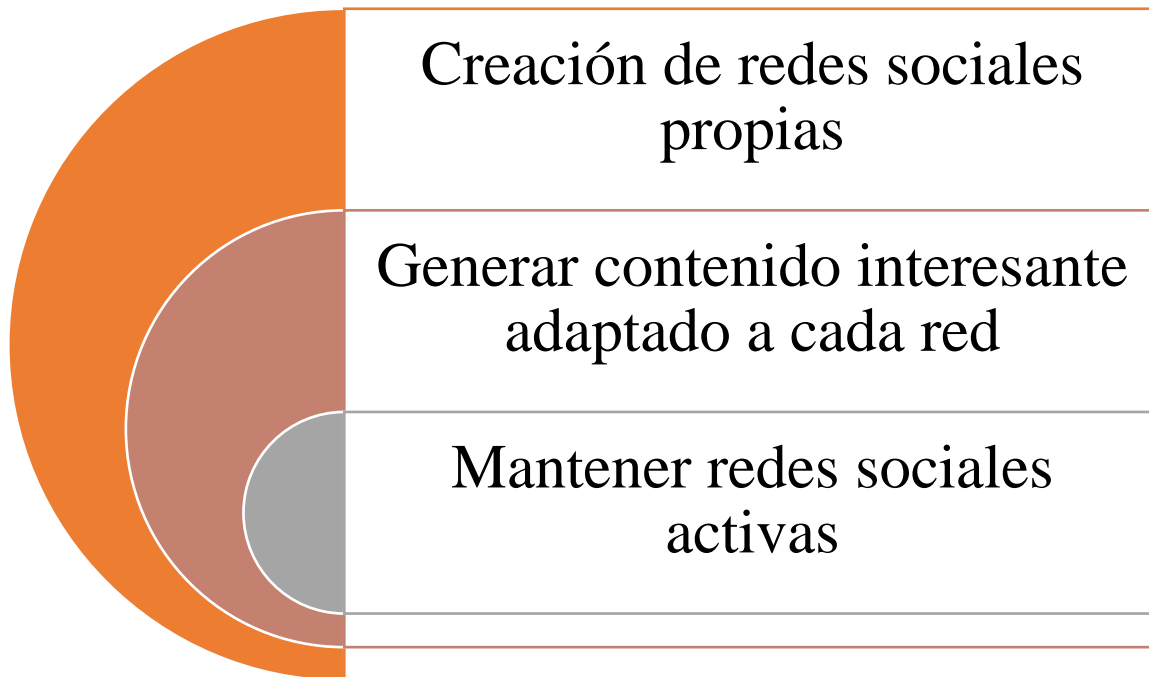 Creación de redes sociales
propias
Generar contenido interesante
adaptado a cada red
Mantener redes sociales
activas